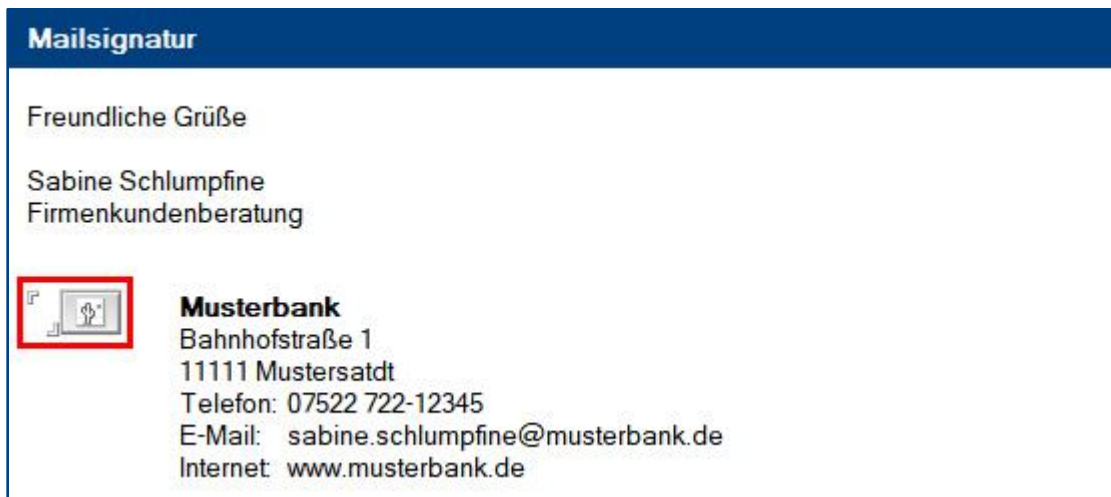 Mailsignatur
Freundliche Grüße
Sabine Schlumpfine
Firmenkundenberatung
Musterbank
Bahnhofstraße 1
11111 Mustersatdt
Telefon: 07522 722-12345
E-Mail: sabine.schlumpfine@musterbank.de
Internet: www.musterbank.de